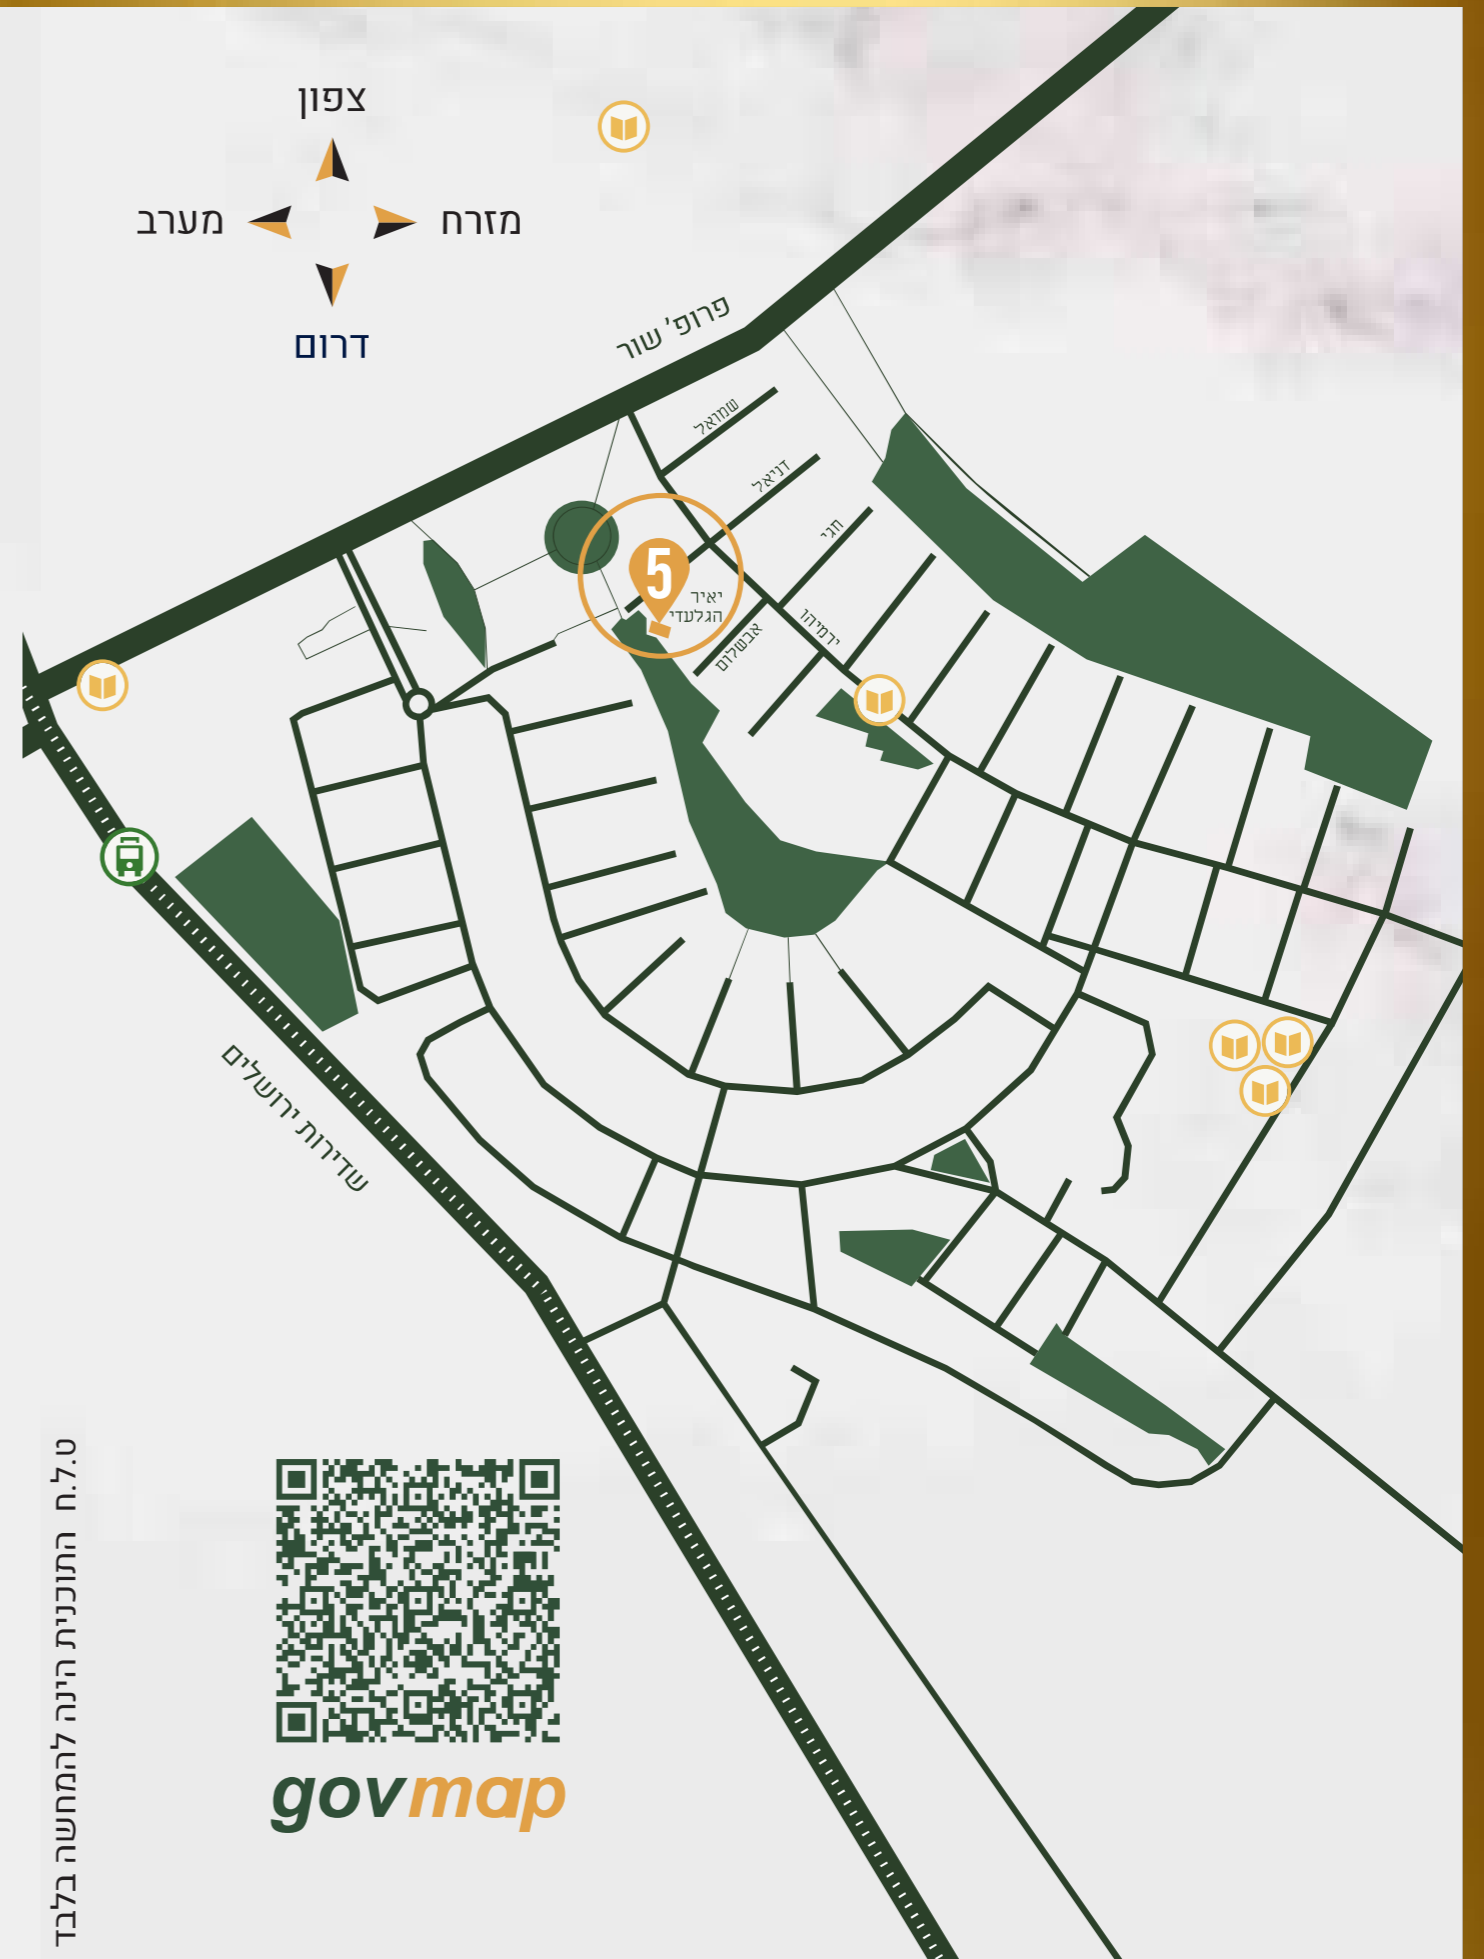 צפון
מערב
מזרח
דרום
פרופ' שור
שמואל
דניאל
חגי
5
יאיר
הגלעדי
אבשלום
ירמיהו
שדירות ירושלים
ט.ל.ח התוכנית הינה להמחשה בלבד
govmap